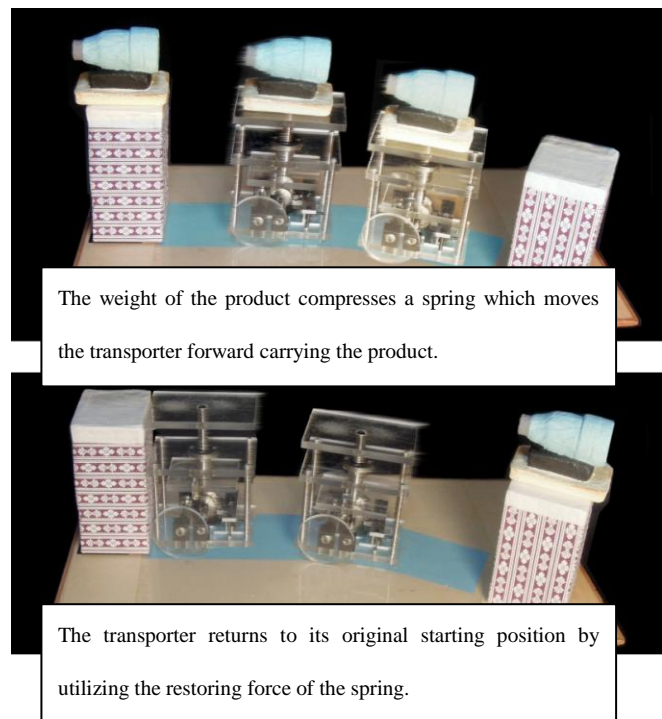 The weight of the product compresses a spring which moves
the transporter forward carrying the product.
The transporter returns to its original starting position by
utilizing the restoring force of the spring.